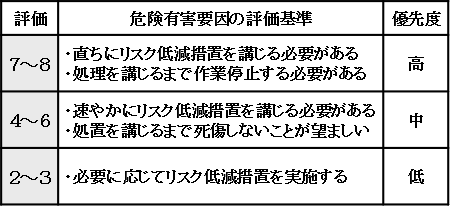 評価 危険有害要因の評価基準 優先度
7～8 ・直ちにリスク低減措置を講じる必要がある 高
・処理を講じるまで作業停止する必要がある
4～6 ・速やかにリスク低減措置を講じる必要がある 中
・処置を講じるまで死傷しないことが望ましい
2～3 ・必要に応じてリスク低減措置を実施する 低